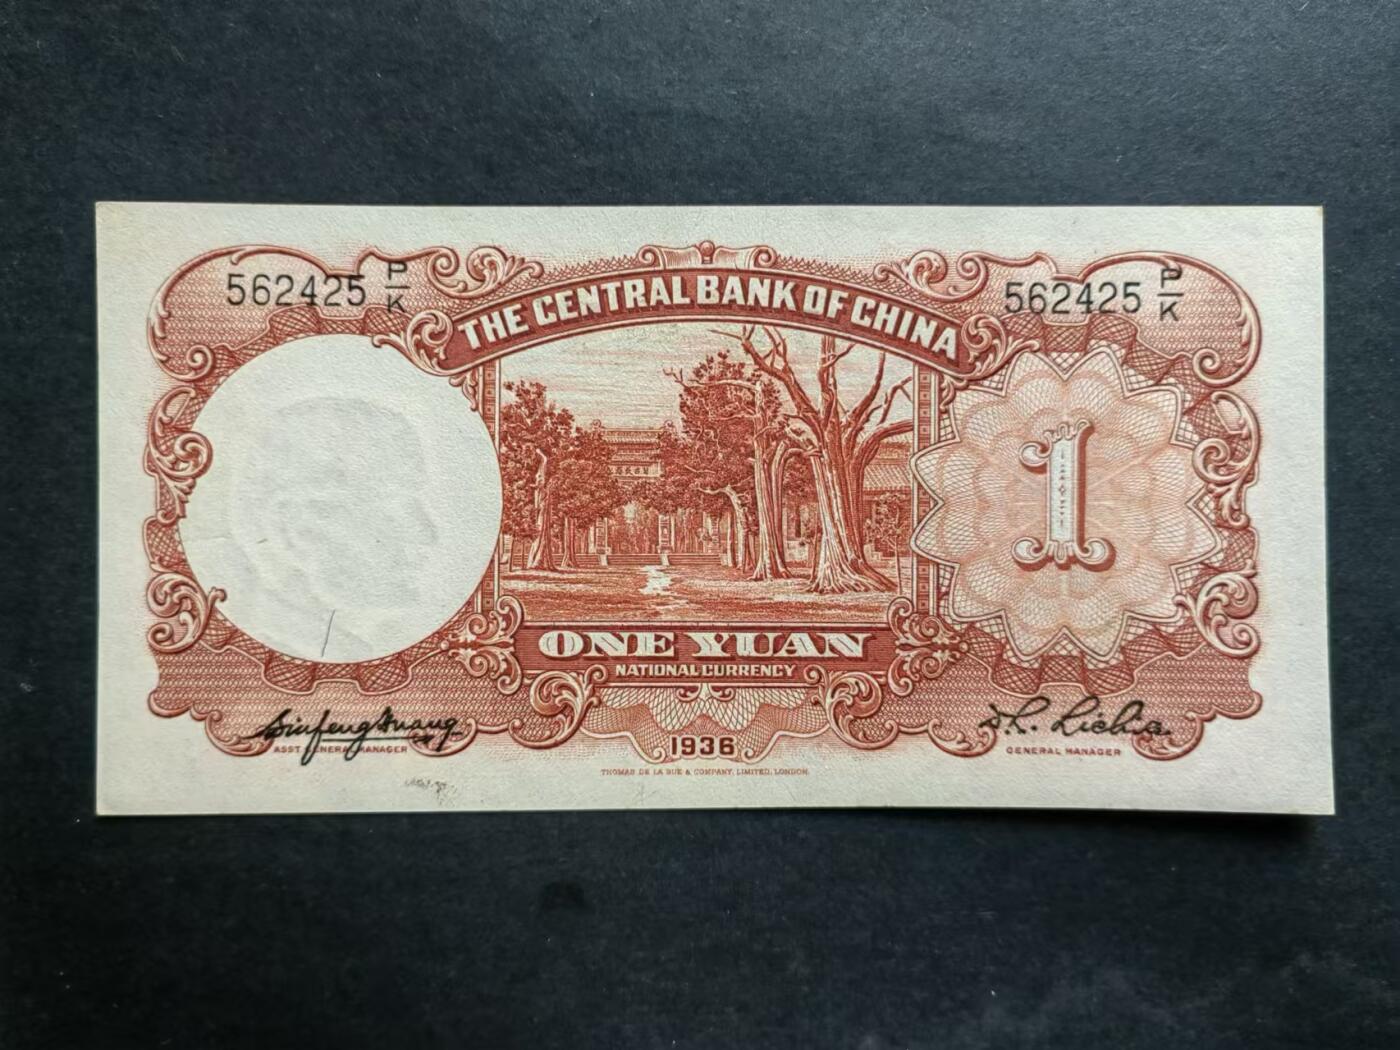 562425 P/K
562425 P/K
THE CENTRAL BANK OF CHINA
1
ONE YUAN
NATIONAL CURRENCY
ASST GENERAL MANAGER
GENERAL MANAGER
1936
THOMAS DE LA RUE & COMPANY, LIMITED, LONDON.